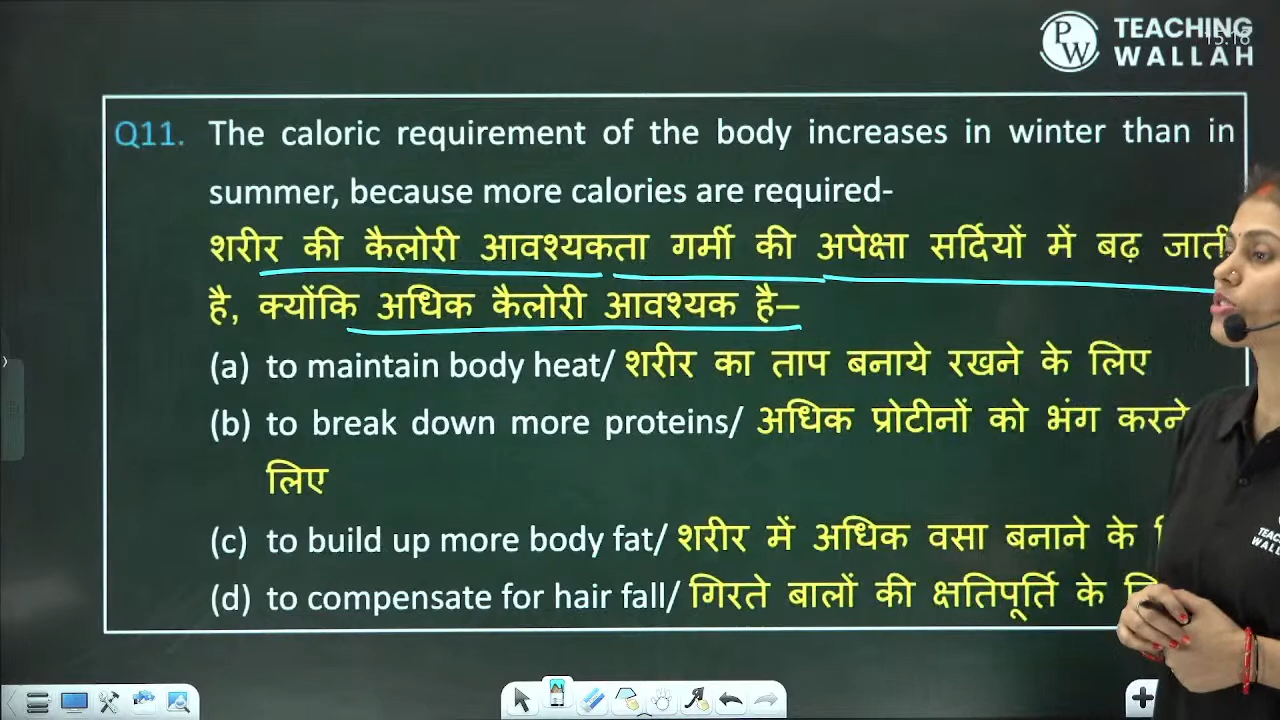 PW TEACHING
WALLAH
15:18
Q11. The caloric requirement of the body increases in winter than in
summer, because more calories are required-
शरीर की कैलोरी आवश्यकता गर्मी की अपेक्षा सर्दियों में बढ़ जाती
है, क्योंकि अधिक कैलोरी आवश्यक है–
(a) to maintain body heat/ शरीर का ताप बनाये रखने के लिए
(b) to break down more proteins/ अधिक प्रोटीनों को भंग करने
लिए
(c) to build up more body fat/ शरीर में अधिक वसा बनाने के
(d) to compensate for hair fall/ गिरते बालों की क्षतिपूर्ति के